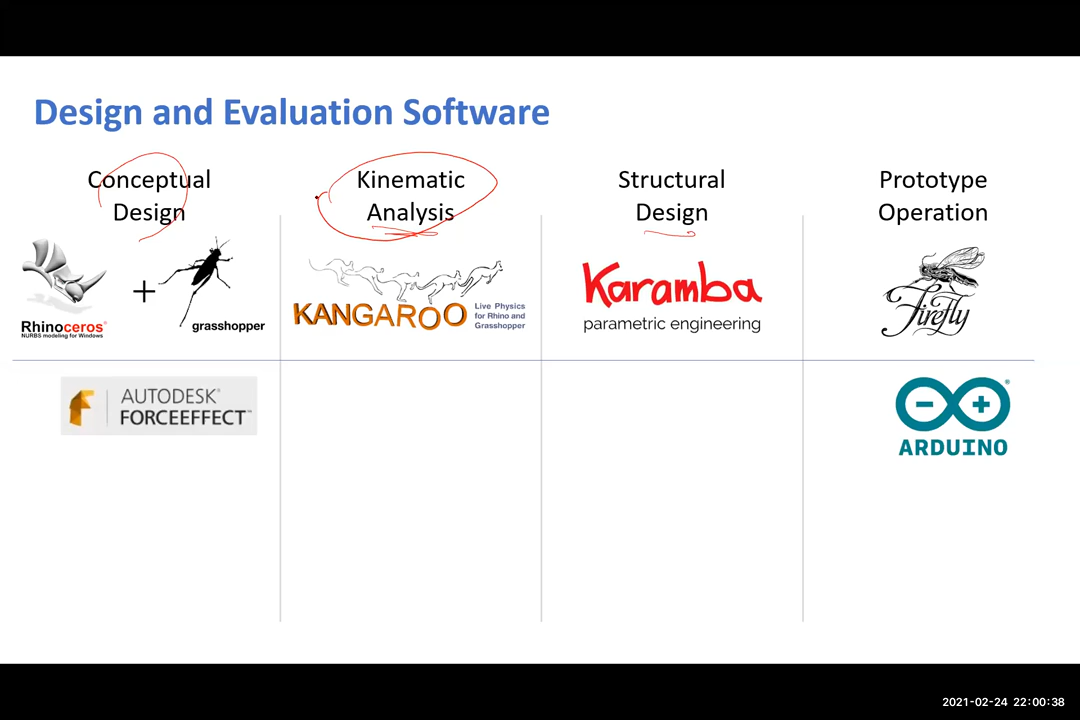 Design and Evaluation Software
Conceptual
Design
Kinematic
Analysis
Structural
Design
Prototype
Operation
Rhinoceros®
NURBS modeling for Windows
+
grasshopper
KANGAROO
Live Physics
for Rhino and
Grasshopper
Karamba
parametric engineering
Firefly
AUTODESK®
FORCEEFFECT™
- +
®
ARDUINO
2021-02-24 22:00:38